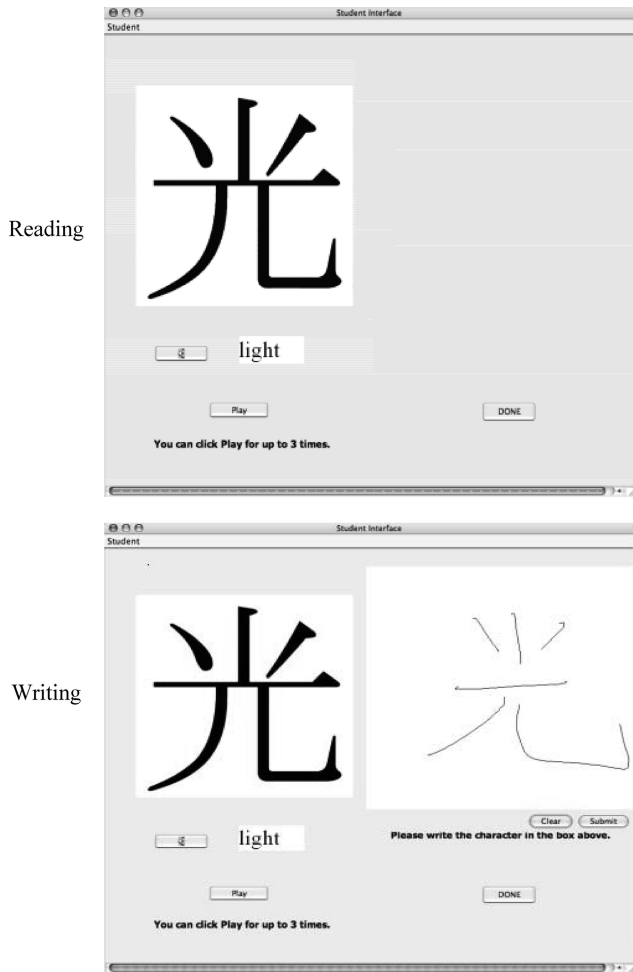 Student Interface
Student
光
Reading
light
Play
DONE
You can click Play for up to 3 times.
Student Interface
Student
光
光
Writing
light
Clear
Submit
Please write the character in the box above.
Play
DONE
You can click Play for up to 3 times.